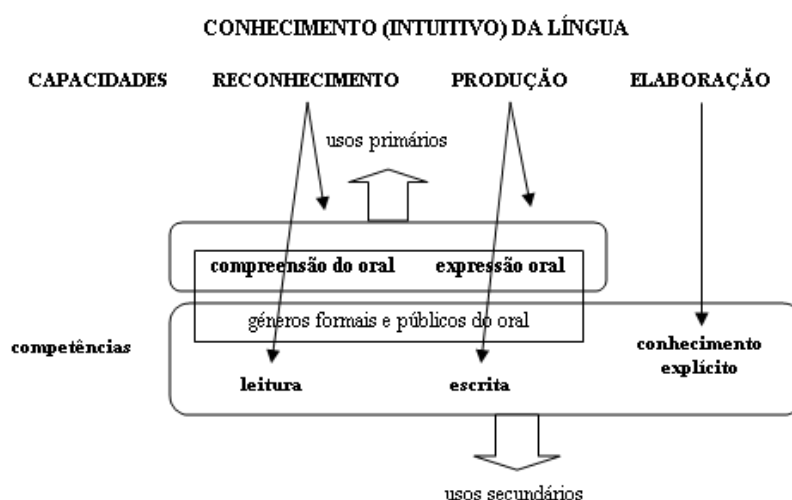 CONHECIMENTO (INTUITIVO) DA LÍNGUA
CAPACIDADES RECONHECIMENTO PRODUÇÃO ELABORAÇÃO
usos primários
compreensão do oral expressão oral
géneros formais e públicos do oral
competências
conhecimento
explícito
leitura escrita
usos secundários